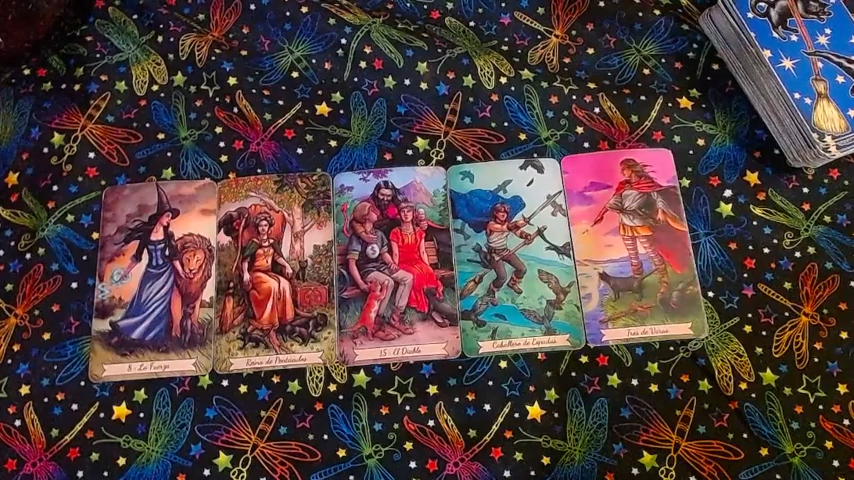 8 - La Fuerza
Reina de Pentáculos
15 - El Diablo
Caballero de Espadas
Tres de Varas